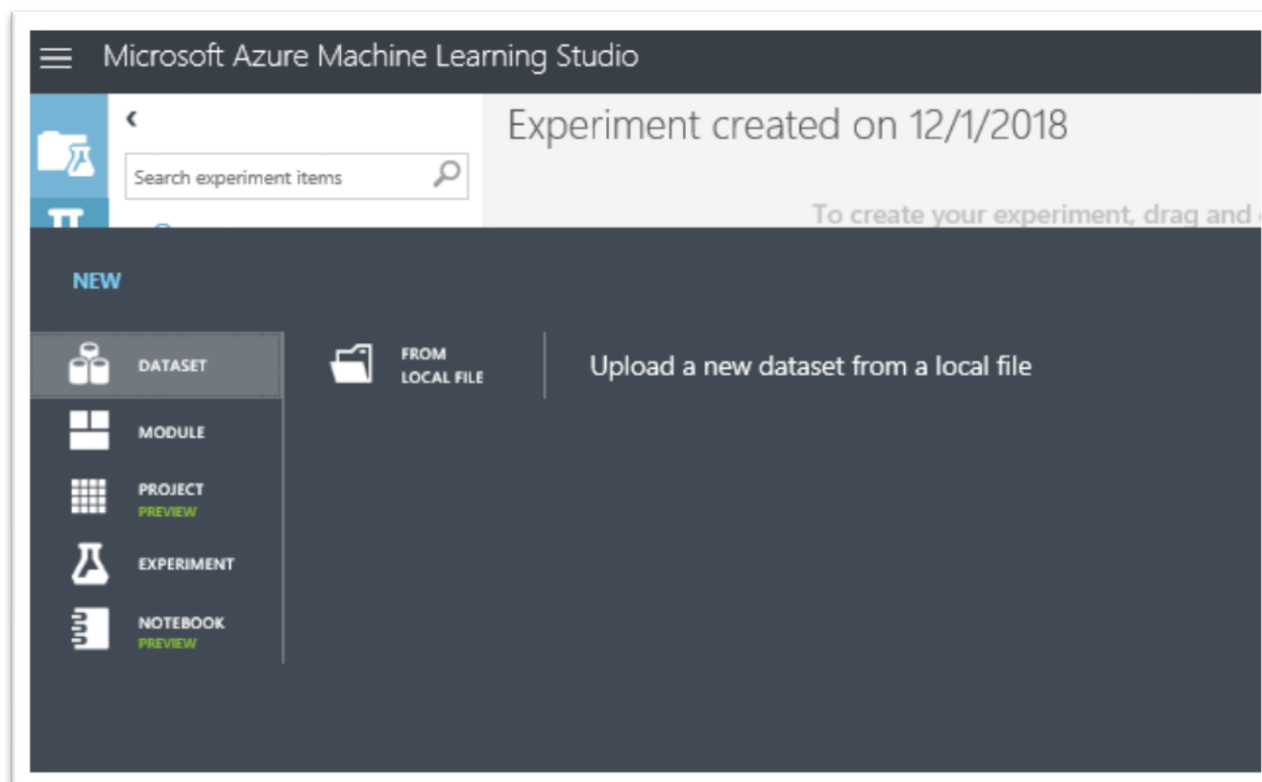 Microsoft Azure Machine Learning Studio
Experiment created on 12/1/2018
Search experiment items
To create your experiment, drag and
NEW
DATASET
FROM
LOCAL FILE
Upload a new dataset from a local file
MODULE
PROJECT
PREVIEW
EXPERIMENT
NOTEBOOK
PREVIEW